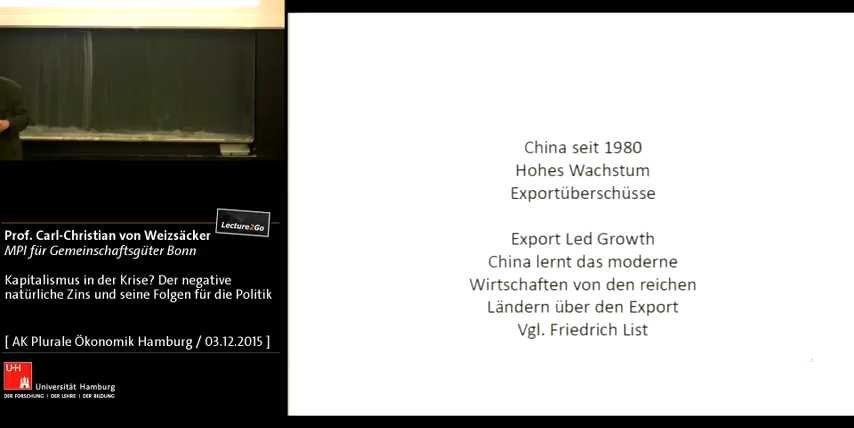 China seit 1980
Hohes Wachstum
Exportüberschüsse
Export Led Growth
China lernt das moderne
Wirtschaften von den reichen
Ländern über den Export
Vgl. Friedrich List
Lecture2Go
Prof. Carl-Christian von Weizsäcker
MPI für Gemeinschaftsgüter Bonn
Kapitalismus in der Krise? Der negative
natürliche Zins und seine Folgen für die Politik
[ AK Plurale Ökonomik Hamburg / 03.12.2015 ]
UH
Universität Hamburg
DER FORSCHUNG | DER LEHRE | DER BILDUNG